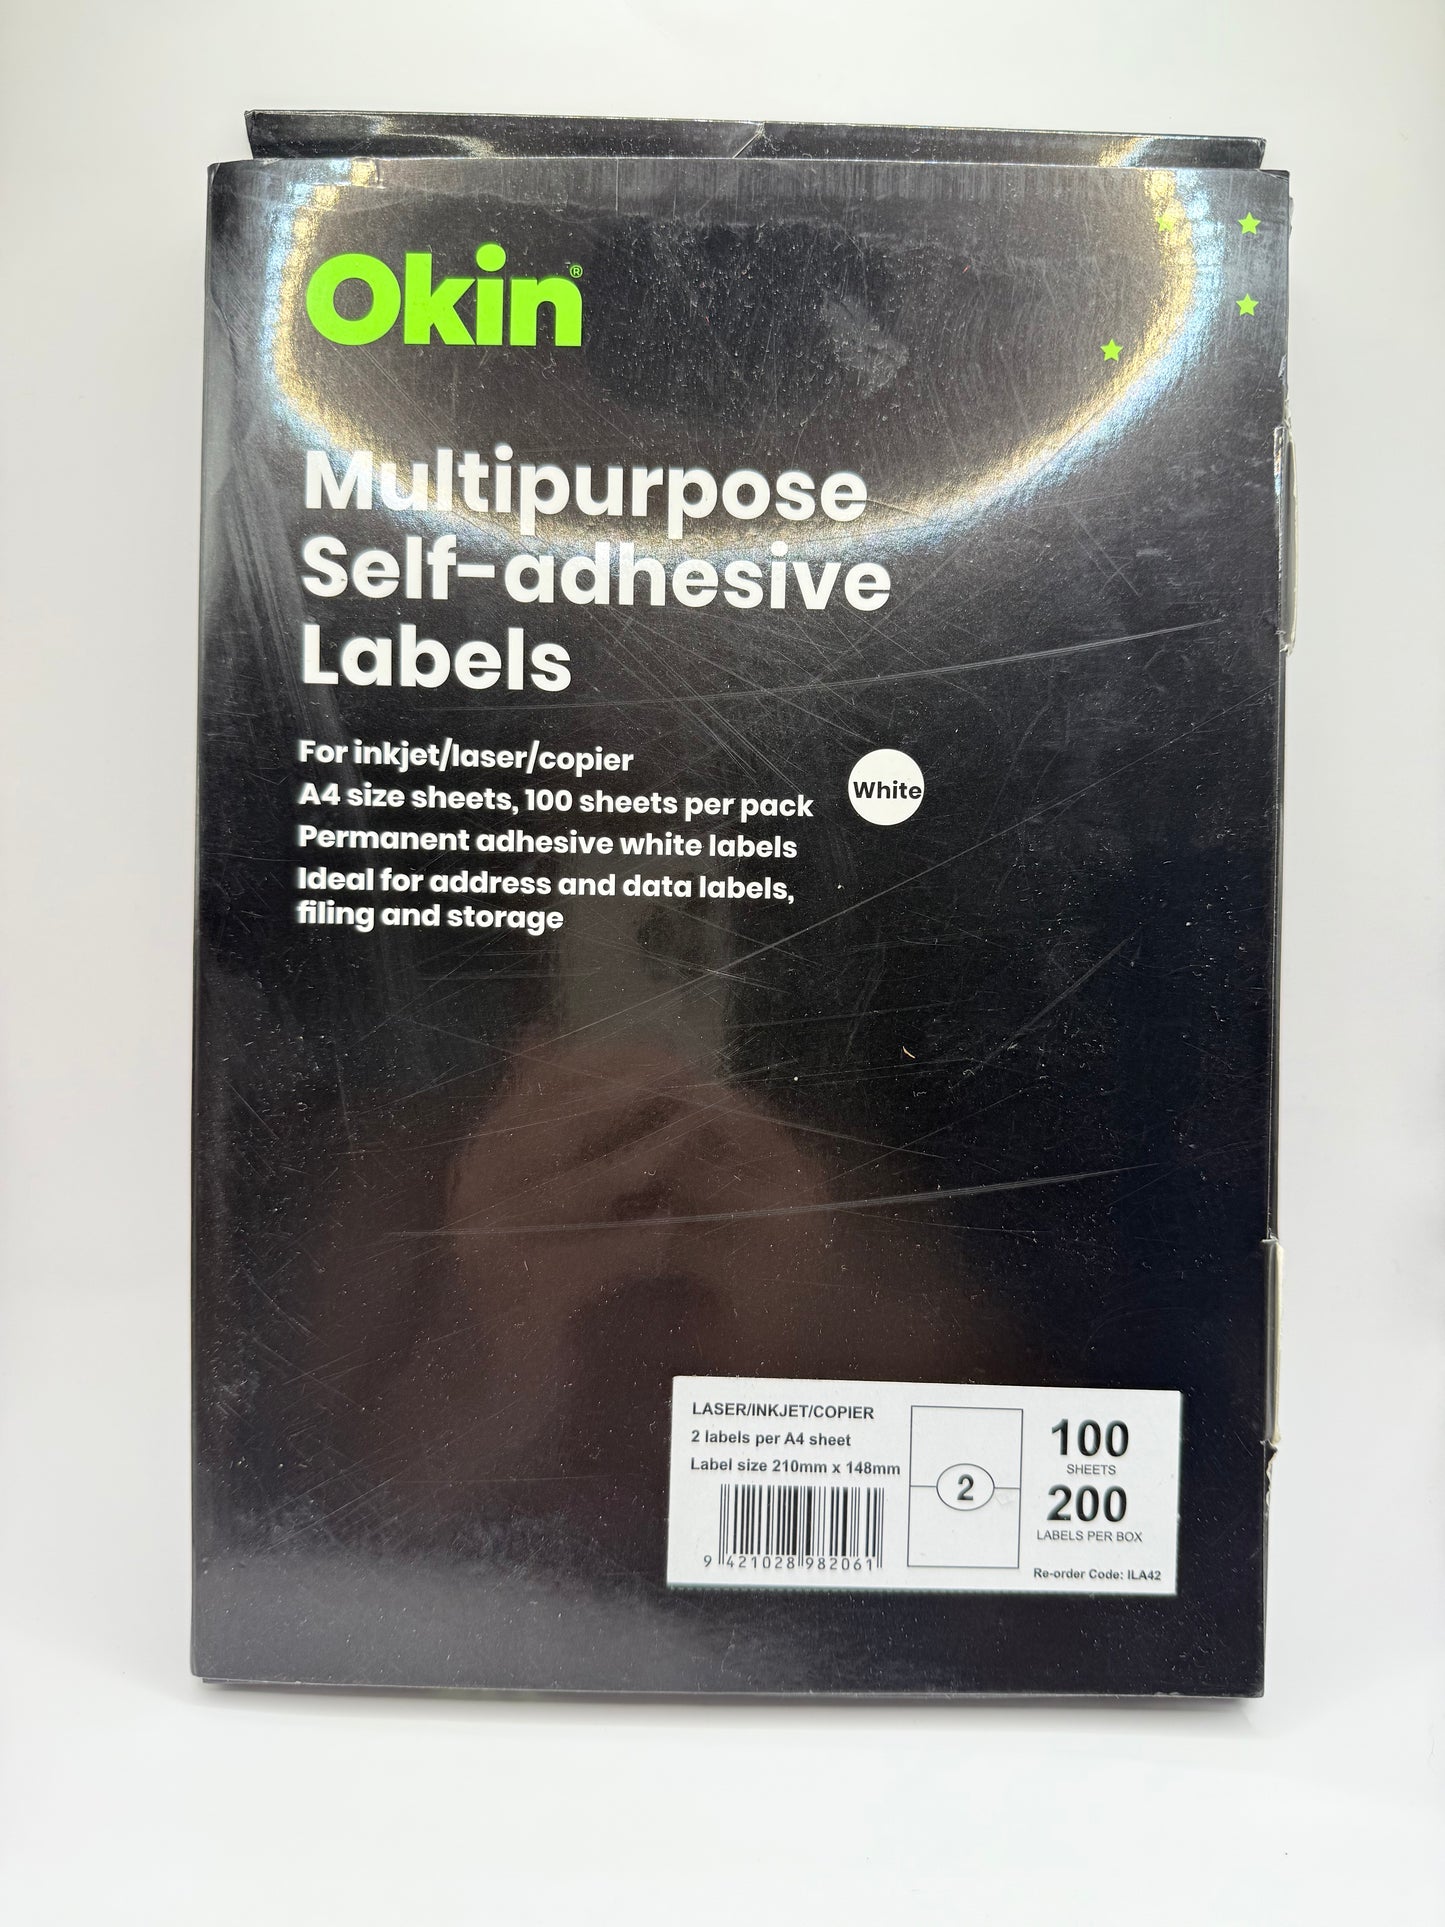 Okin®
Multipurpose
Self-adhesive
Labels
For inkjet/laser/copier
A4 size sheets, 100 sheets per pack
Permanent adhesive white labels
Ideal for address and data labels,
filing and storage
White
LASER/INKJET/COPIER
2 labels per A4 sheet
Label size 210mm x 148mm
9 421028 982061
2
100
SHEETS
200
LABELS PER BOX
Re-order Code: ILA42